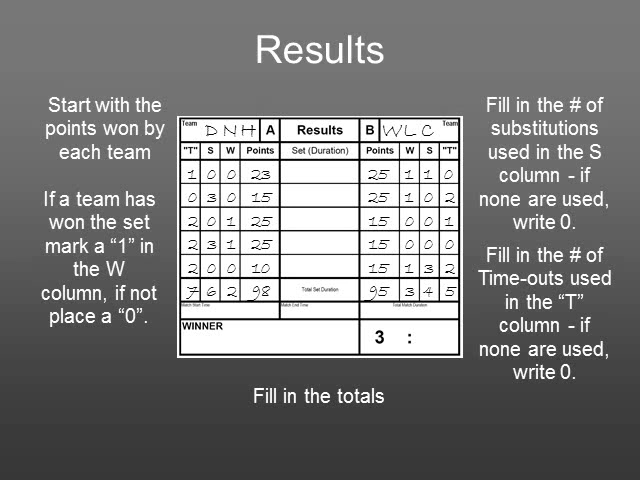 Results
Start with the
points won by
each team
If a team has
won the set
mark a “1” in
the W
column, if not
place a “0”.
Team DNH A Results B WLC Team
"T" S W Points Set (Duration) Points W S "T"
1 0 0 23 25 1 1 0
0 3 0 15 25 1 0 2
2 0 1 25 15 0 0 1
2 3 1 25 15 0 0 0
2 0 0 10 15 1 3 2
7 6 2 98 Total Set Duration 95 3 4 5
Match Start Time Match End Time Total Match Duration
WINNER 3 :
Fill in the # of
substitutions
used in the S
column - if
none are used,
write 0.
Fill in the # of
Time-outs used
in the “T”
column - if
none are used,
write 0.
Fill in the totals